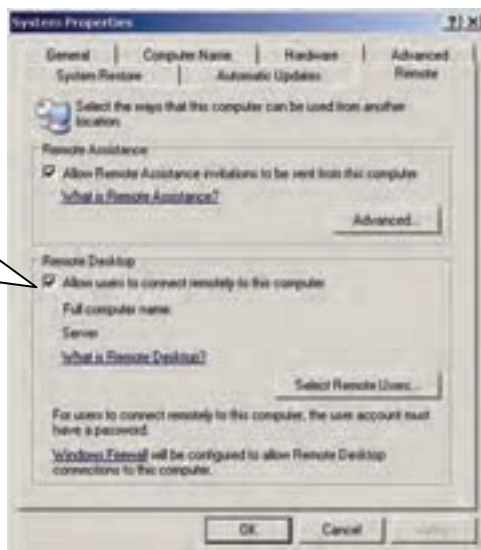 System Properties
General
Computer Name
Hardware
Advanced
System Restore
Automatic Updates
Remote
Select the ways that this computer can be used from another
location.
Remote Assistance
Allow Remote Assistance invitations to be sent from this computer
What is Remote Assistance?
Advanced...
Remote Desktop
Allow users to connect remotely to this computer
Full computer name:
Server
What is Remote Desktop?
Select Remote Users...
For users to connect remotely to this computer, the user account must
have a password.
Windows Firewall will be configured to allow Remote Desktop
connections to this computer.
OK
Cancel